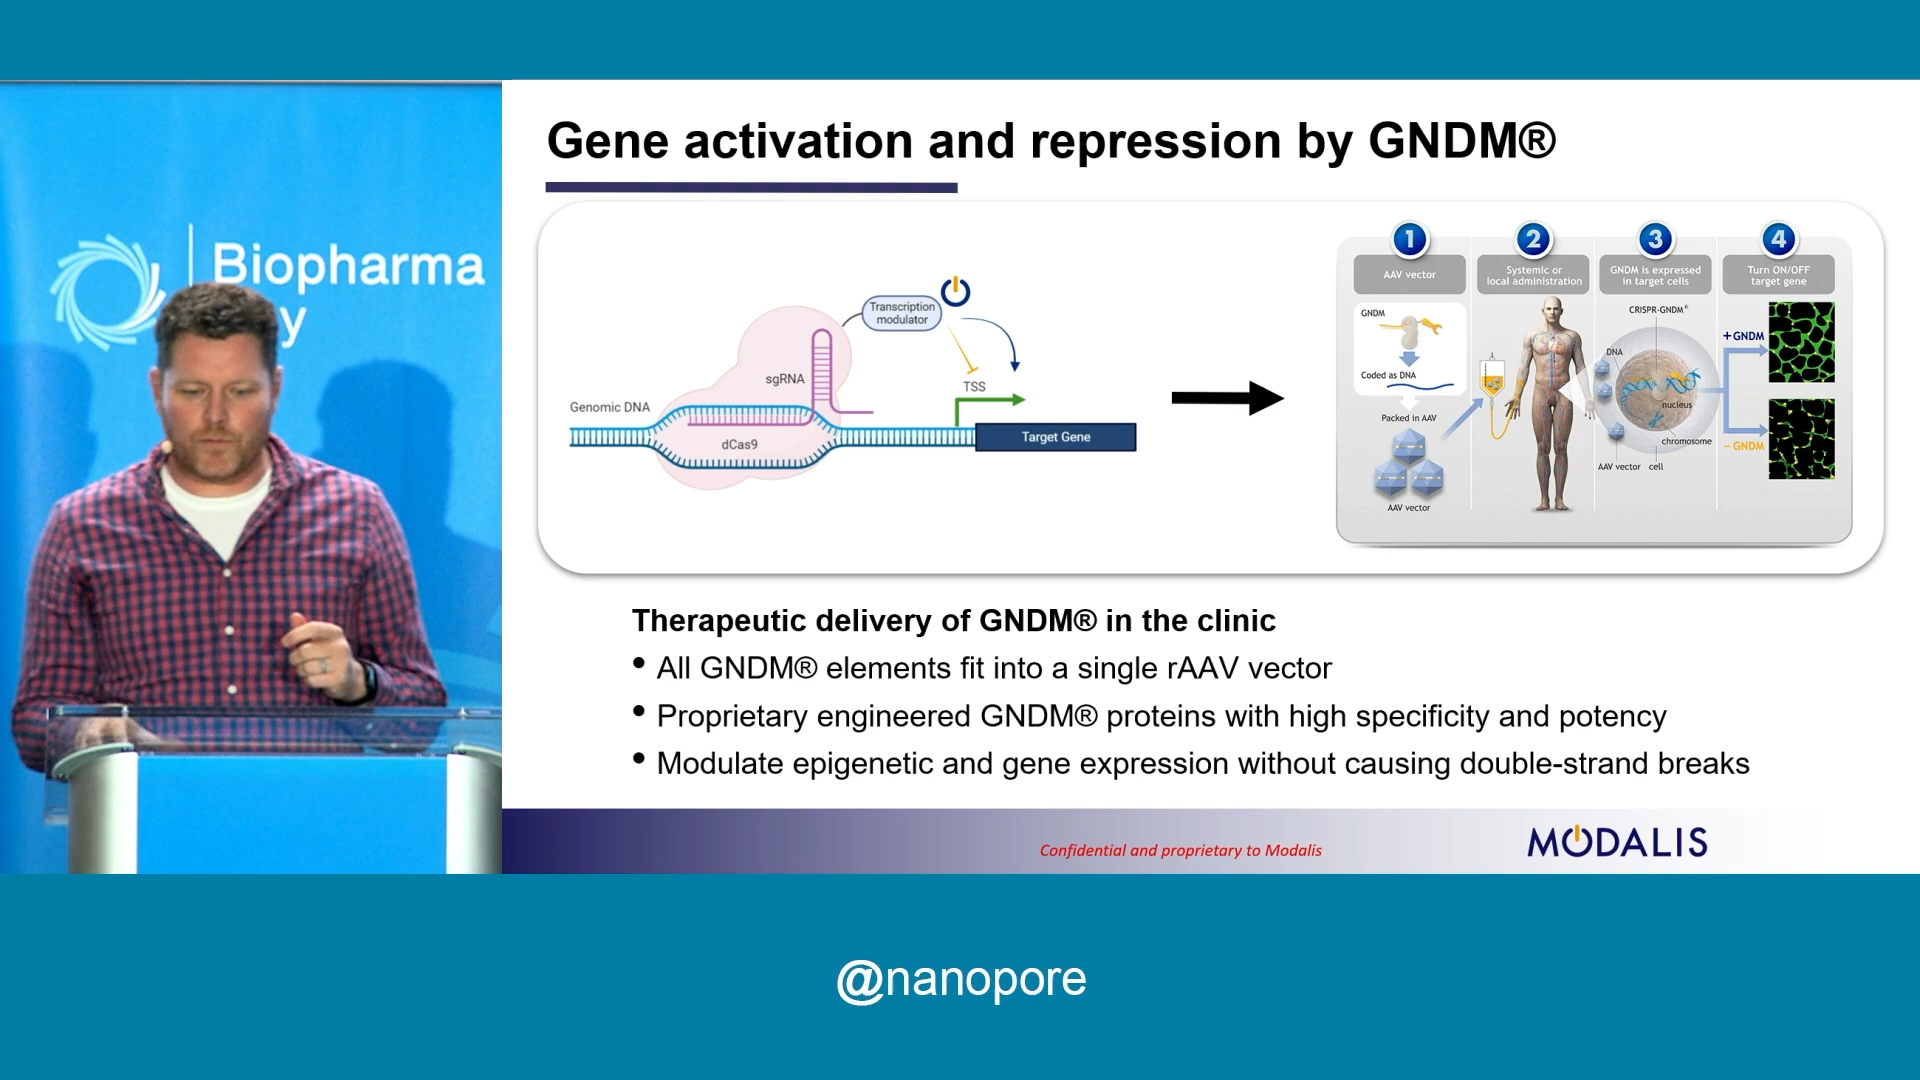 Biopharma
y
Gene activation and repression by GNDM®
Genomic DNA
sgRNA
dCas9
Transcription
modulator
TSS
Target Gene
1
AAV vector
GNDM
Coded as DNA
Packed in AAV
AAV vector
2
Systemic or
local administration
3
GNDM is expressed
in target cells
CRISPR-GNDM®
DNA
nucleus
chromosome
AAV vector cell
4
Turn ON/OFF
target gene
+ GNDM
- GNDM
Therapeutic delivery of GNDM® in the clinic
• All GNDM® elements fit into a single rAAV vector
• Proprietary engineered GNDM® proteins with high specificity and potency
• Modulate epigenetic and gene expression without causing double-strand breaks
Confidential and proprietary to Modalis
MODALIS
@nanopore